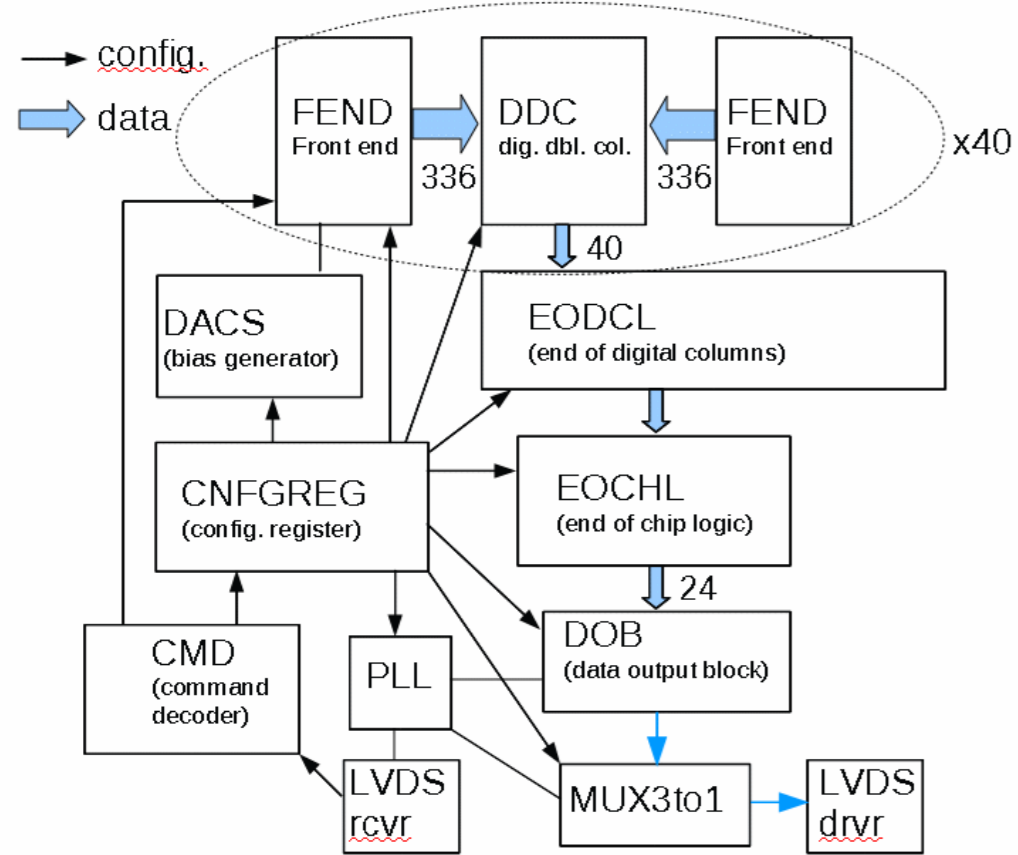 config.
data
FEND
Front end
336
DDC
dig. dbl. col.
336
FEND
Front end
x40
40
DACS
(bias generator)
EODCL
(end of digital columns)
CNFGREG
(config. register)
EOCHL
(end of chip logic)
24
CMD
(command
decoder)
PLL
DOB
(data output block)
LVDS
rcvr
MUX3to1
LVDS
drvr